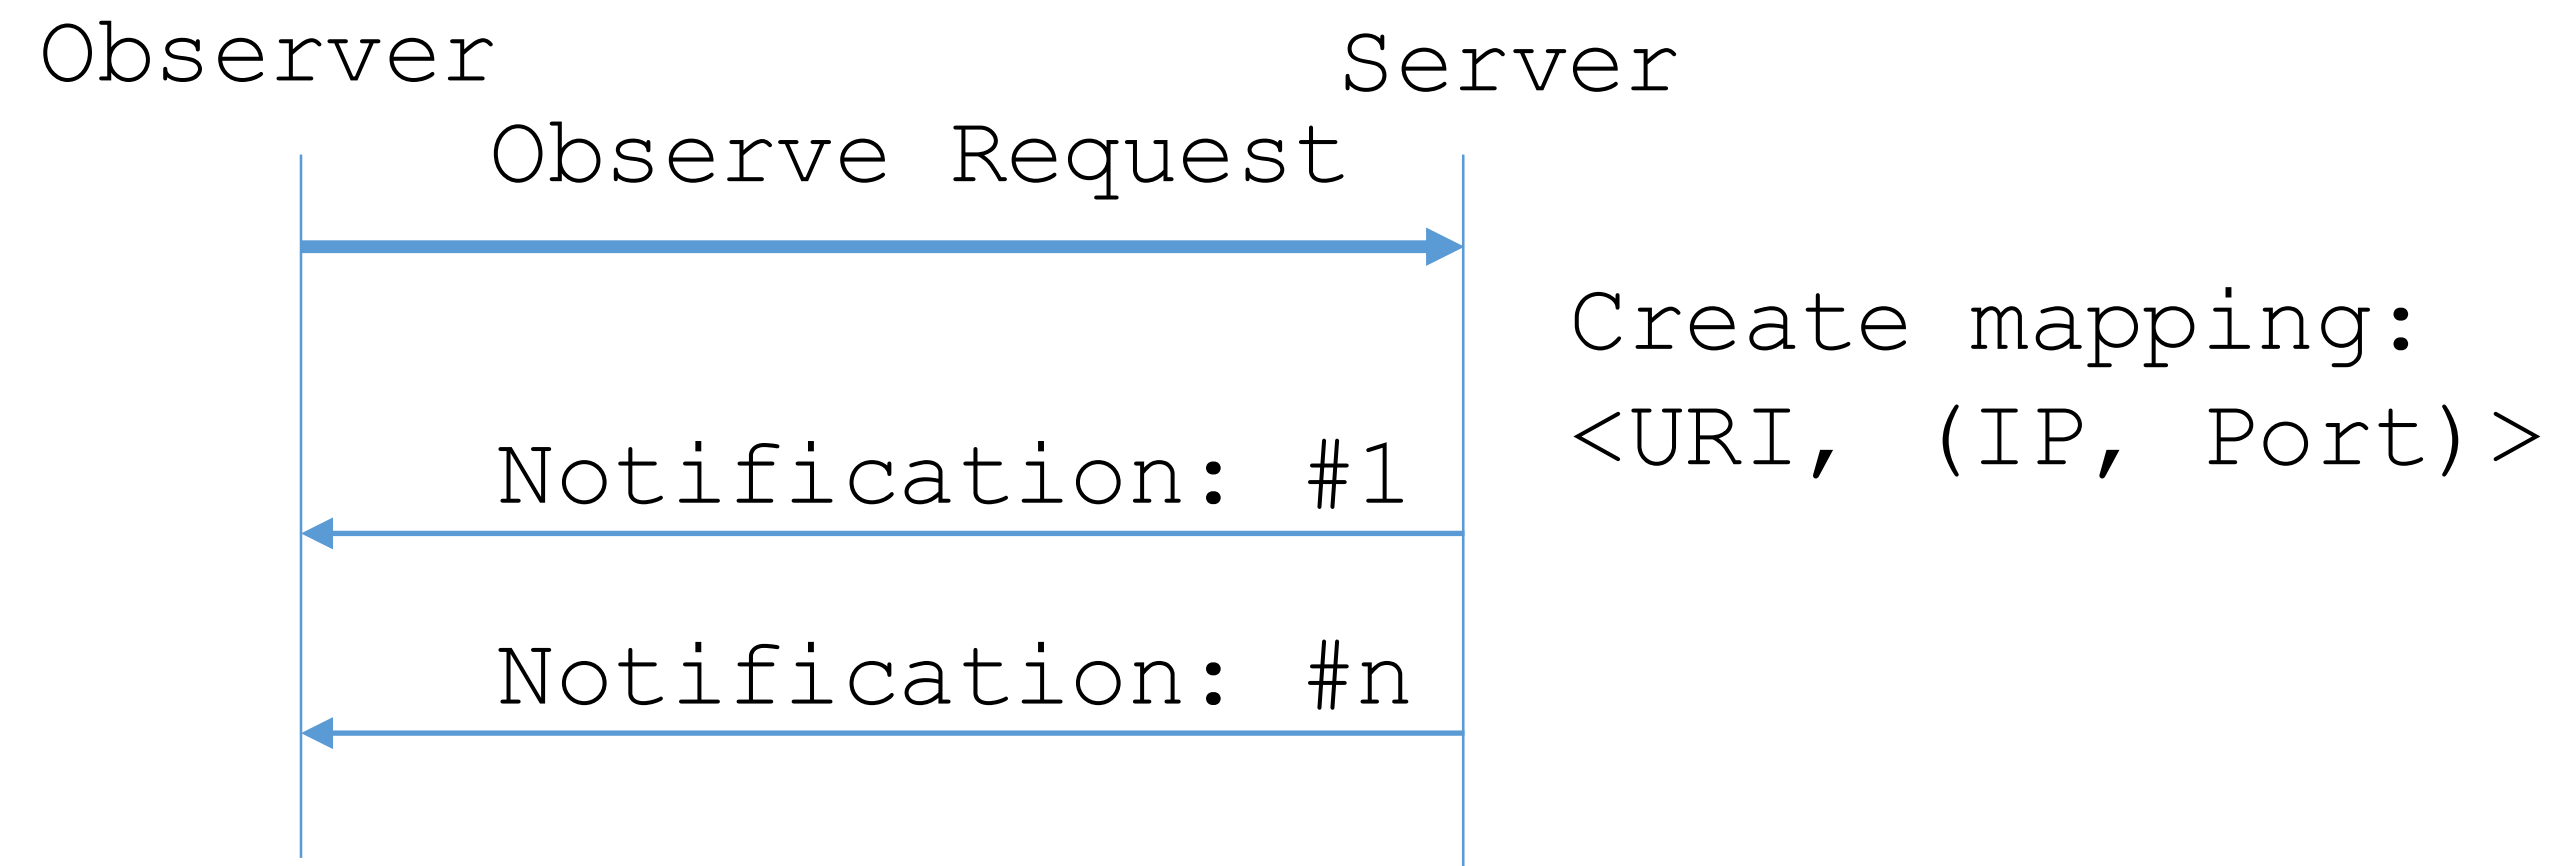 Observer
Server
Observe Request
Create mapping:
<URI, (IP, Port)>
Notification: #1
Notification: #n